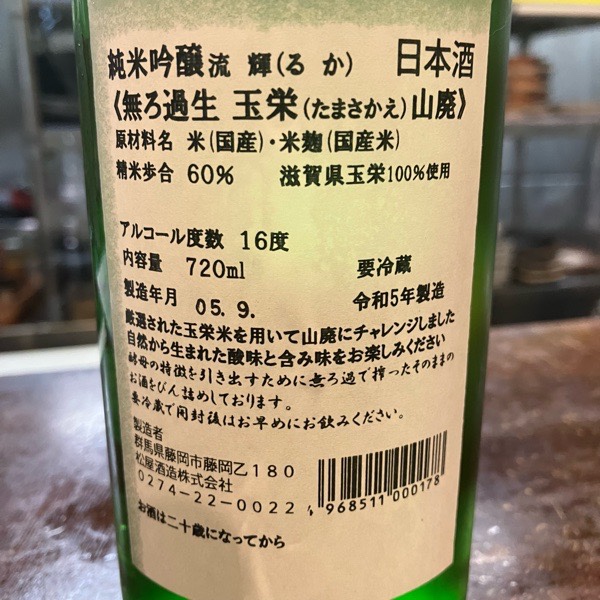 純米吟醸 流 輝(る か) 日本酒
《無ろ過生 玉栄(たまさかえ)山廃》
原材料名 米(国産)・米麹(国産米)
精米歩合 60% 滋賀県玉栄100%使用
アルコール度数 16度
内容量 720ml 要冷蔵
製造年月 05.9. 令和5年製造
厳選された玉栄米を用いて山廃にチャレンジしました
自然から生まれた酸味と含み味をお楽しみください
酵母の特徴を引き出すために無ろ過で搾ったそのままの
お酒をびん詰めしております。
要冷蔵で開封後はお早めにお飲みください。
製造者
群馬県藤岡市藤岡乙180
松屋酒造株式会社
0274-22-0022
4 968511 000178
お酒は二十歳になってから